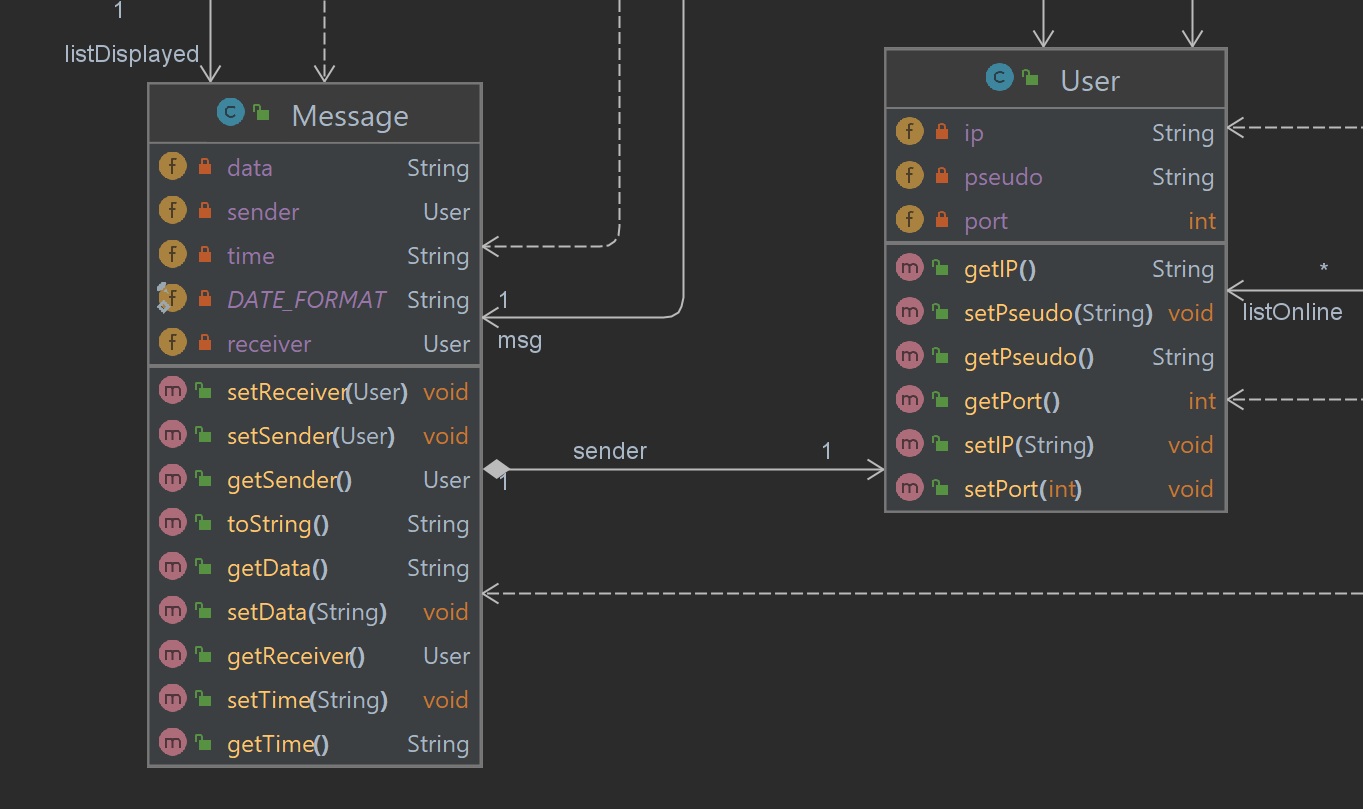 1
listDisplayed
C Message
f data String
f sender User
f time String
f DATE_FORMAT String
f receiver User
m setReceiver(User) void
m setSender(User) void
m getSender() User
m toString() String
m getData() String
m setData(String) void
m getReceiver() User
m setTime(String) void
m getTime() String
1
msg
sender 1
1
C User
f ip String
f pseudo String
f port int
m getIP() String
m setPseudo(String) void
m getPseudo() String
m getPort() int
m setIP(String) void
m setPort(int) void
*
listOnline